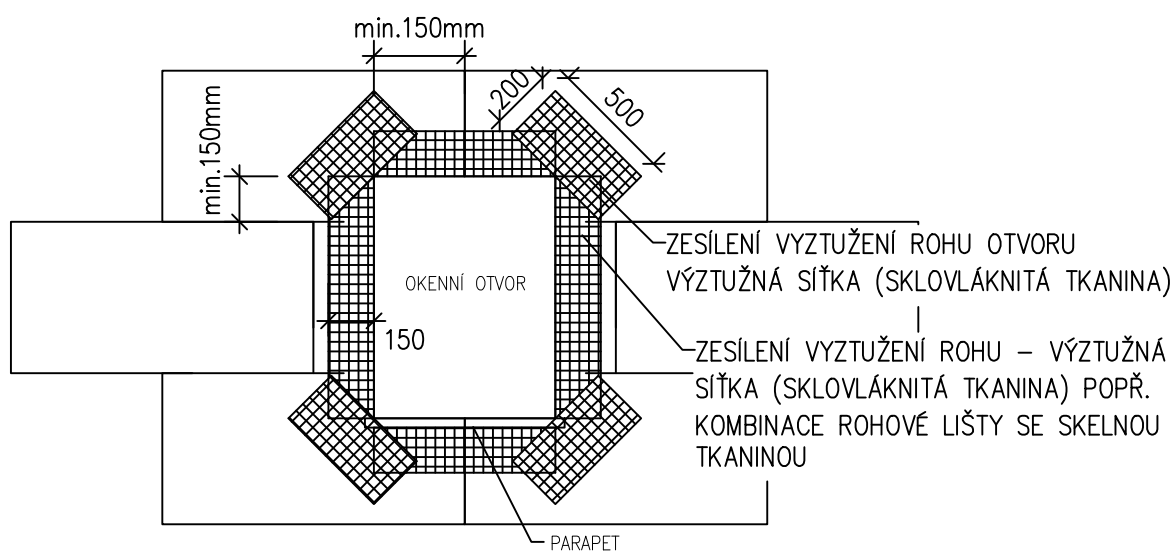 min.150mm
200
500
min.150mm
ZESÍLENÍ VYZTUŽENÍ ROHU OTVORU
VÝZTUŽNÁ SÍŤKA (SKLOVLÁKNITÁ TKANINA)
OKENNÍ OTVOR
150
ZESÍLENÍ VYZTUŽENÍ ROHU – VÝZTUŽNÁ
SÍŤKA (SKLOVLÁKNITÁ TKANINA) POPŘ.
KOMBINACE ROHOVÉ LIŠTY SE SKELNOU
TKANINOU
PARAPET